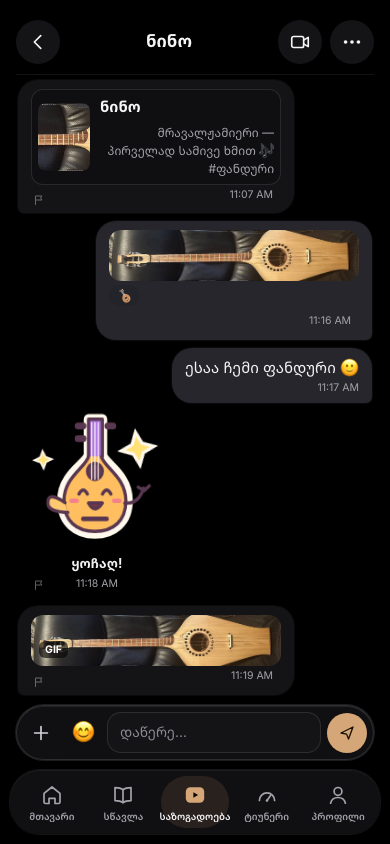 ნინო
ნინო
მრავალჟამიერი —
პირველად სამივე ხმით 🎶
#ფანდური
11:07 AM
11:16 AM
ესაა ჩემი ფანდური 🙂
11:17 AM
ყოჩაღ!
11:18 AM
GIF
11:19 AM
დაწერე...
მთავარი
სწავლა
საზოგადოება
ტიუნერი
პროფილი